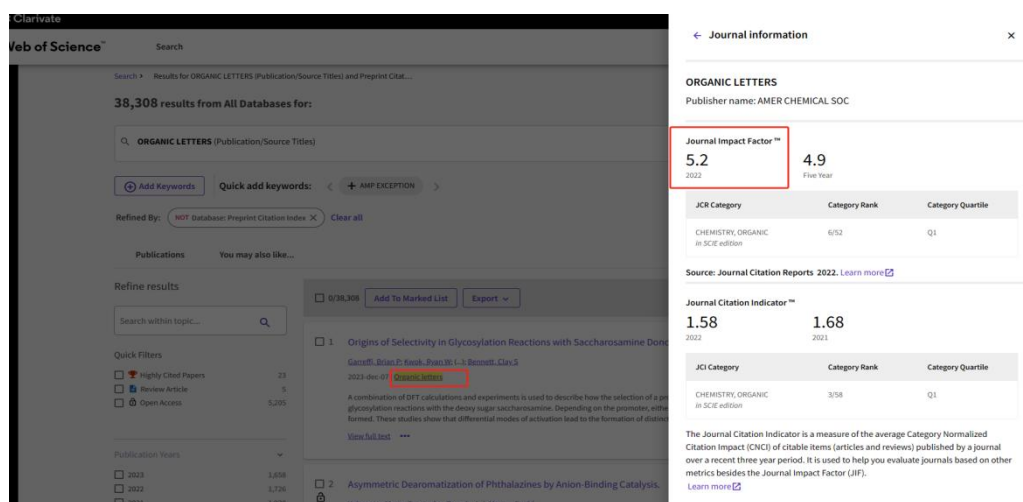 Clarivate
Web of Science™
Search
Search > Results for ORGANIC LETTERS (Publication/Source Titles) and Preprint Citat...
38,308 results from All Databases for:
ORGANIC LETTERS (Publication/Source Titles)
Add Keywords
Quick add keywords:
+ AMP EXCEPTION
Refined By:
NOT Database: Preprint Citation Index
Clear all
Publications
You may also like...
Refine results
Search within topic...
Quick Filters
Highly Cited Papers 23
Review Article 5
Open Access 5,205
Publication Years
2023 1,658
2022 1,726
0/38,308
Add To Marked List
Export
1 Origins of Selectivity in Glycosylation Reactions with Saccharosamine Dono
Garreffi, Brian P; Kwok, Ryan W; (...); Bennett, Clay S
2023-dec-07 Organic letters
A combination of DFT calculations and experiments is used to describe how the selection of a pro
glycosylation reactions with the deoxy sugar saccharosamine. Depending on the promoter, eithe
formed. These studies show that differential modes of activation lead to the formation of distinc
View full text
2 Asymmetric Dearomatization of Phthalazines by Anion-Binding Catalysis.
← Journal information ×
ORGANIC LETTERS
Publisher name: AMER CHEMICAL SOC
Journal Impact Factor ™
5.2 4.9
2022 Five Year
JCR Category Category Rank Category Quartile
CHEMISTRY, ORGANIC 6/52 Q1
in SCIE edition
Source: Journal Citation Reports 2022. Learn more
Journal Citation Indicator ™
1.58 1.68
2022 2021
JCI Category Category Rank Category Quartile
CHEMISTRY, ORGANIC 3/58 Q1
in SCIE edition
The Journal Citation Indicator is a measure of the average Category Normalized
Citation Impact (CNCI) of citable items (articles and reviews) published by a journal
over a recent three year period. It is used to help you evaluate journals based on other
metrics besides the Journal Impact Factor (JIF).
Learn more